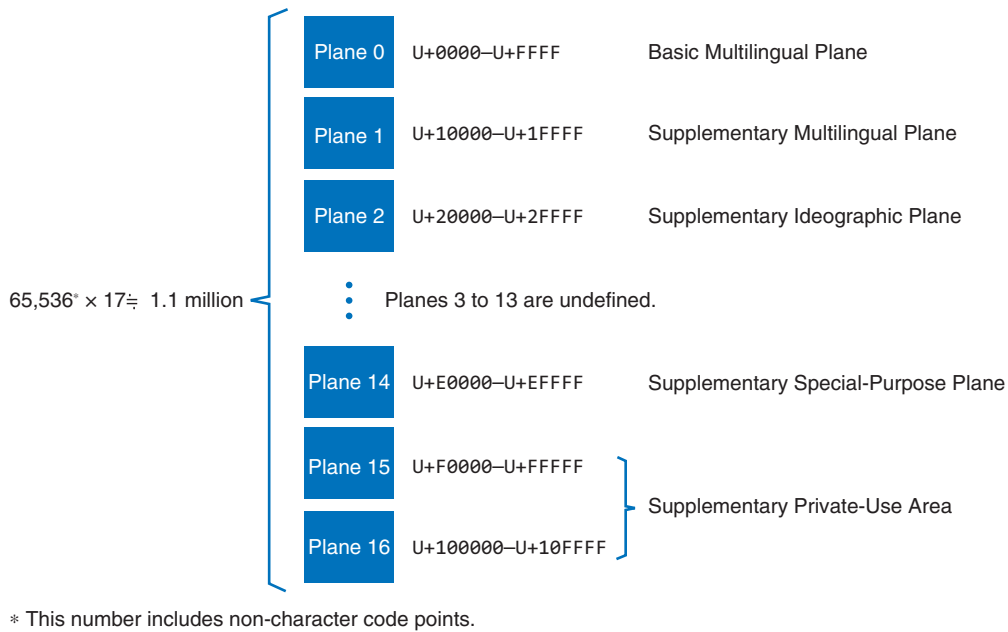 Plane 0 U+0000–U+FFFF Basic Multilingual Plane
Plane 1 U+10000–U+1FFFF Supplementary Multilingual Plane
Plane 2 U+20000–U+2FFFF Supplementary Ideographic Plane
65,536* × 17≒ 1.1 million Planes 3 to 13 are undefined.
Plane 14 U+E0000–U+EFFFF Supplementary Special-Purpose Plane
Plane 15 U+F0000–U+FFFFF
Supplementary Private-Use Area
Plane 16 U+100000–U+10FFFF
* This number includes non-character code points.